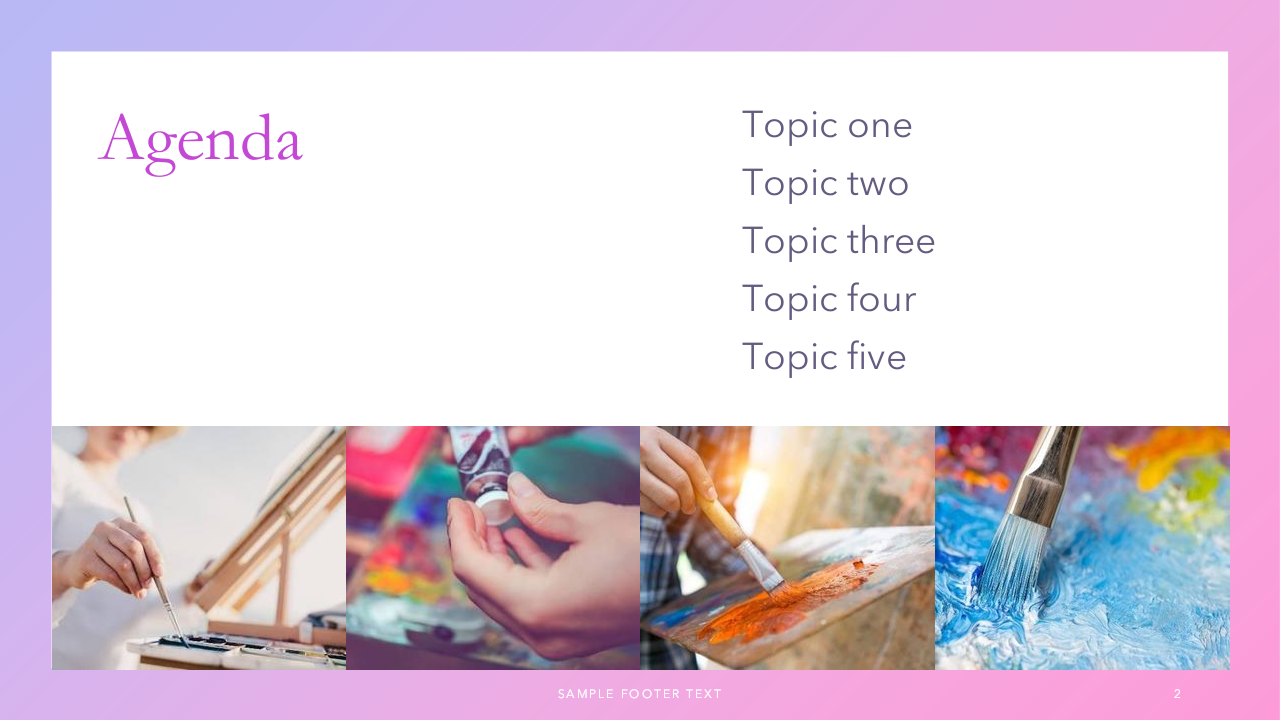 Agenda
Topic one
Topic two
Topic three
Topic four
Topic five
SAMPLE FOOTER TEXT
2